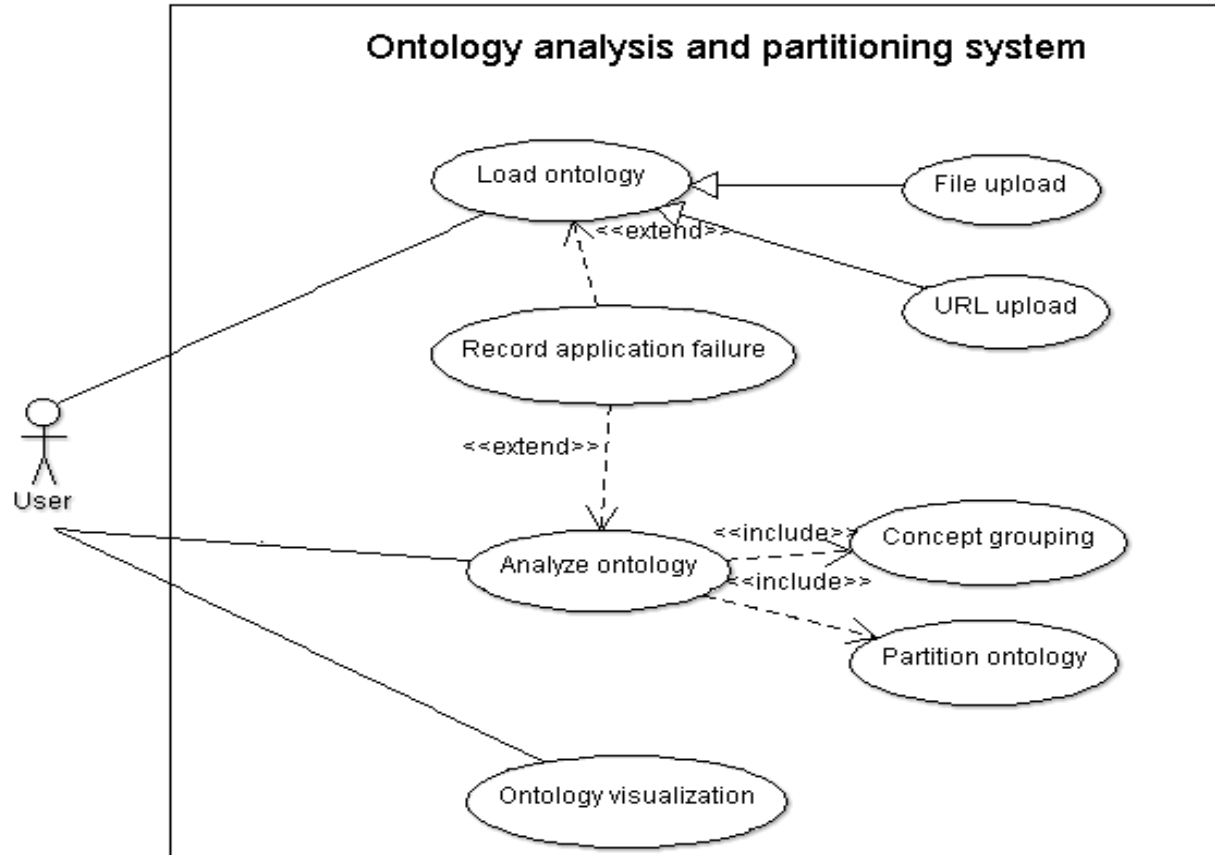 Ontology analysis and partitioning system
Load ontology
File upload
<<extend>>
URL upload
Record application failure
<<extend>>
User
<<include>>
Concept grouping
Analyze ontology
<<include>>
Partition ontology
Ontology visualization